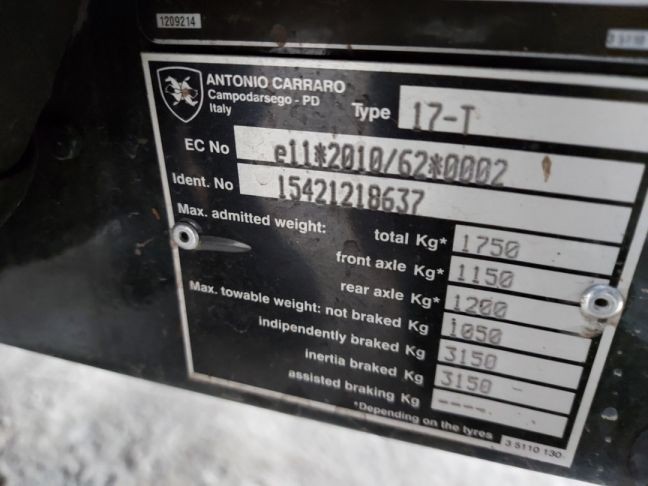 1209214
ANTONIO CARRARO
Campodarsego - PD
Italy
Type 17-T
EC No e11*2010/62*0002
Ident. No 15421218637
Max. admitted weight: total Kg* 1750
front axle Kg* 1150
rear axle Kg* 1200
Max. towable weight: not braked Kg 1050
indipendently braked Kg 3150
inertia braked Kg 3150
assisted braking Kg ----
*Depending on the tyres
3 5110 130